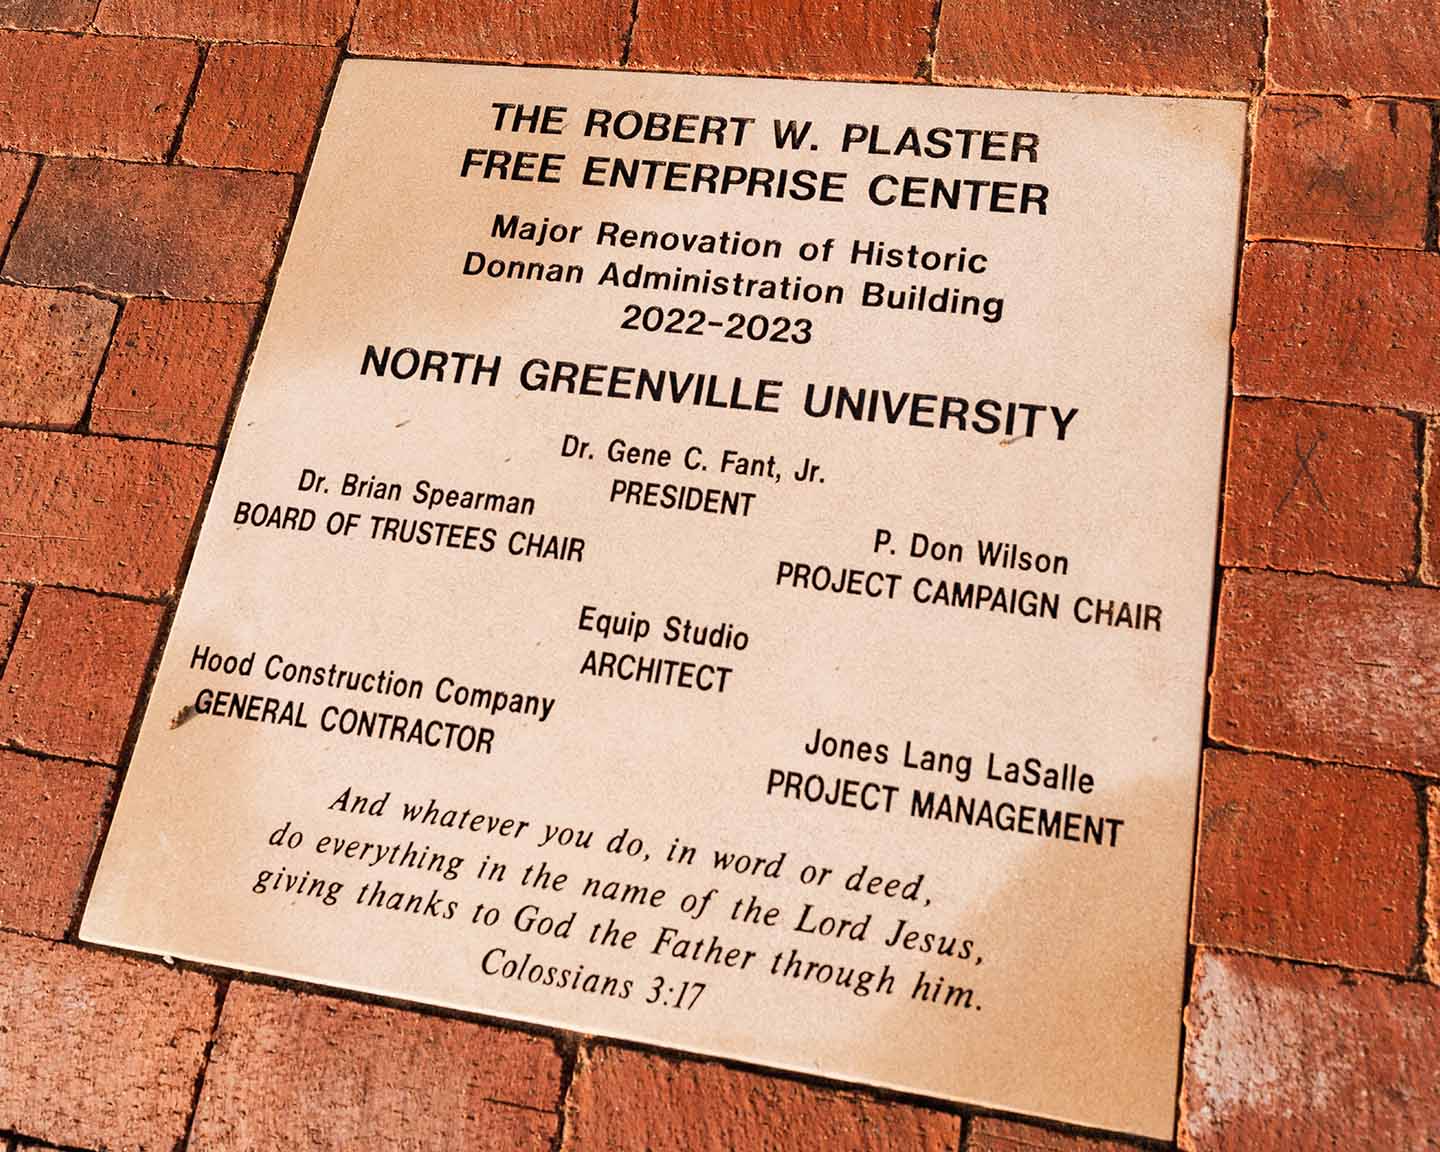 THE ROBERT W. PLASTER
FREE ENTERPRISE CENTER
Major Renovation of Historic
Donnan Administration Building
2022-2023
NORTH GREENVILLE UNIVERSITY
Dr. Gene C. Fant, Jr.
PRESIDENT
Dr. Brian Spearman
BOARD OF TRUSTEES CHAIR
P. Don Wilson
PROJECT CAMPAIGN CHAIR
Equip Studio
ARCHITECT
Hood Construction Company
GENERAL CONTRACTOR
Jones Lang LaSalle
PROJECT MANAGEMENT
And whatever you do, in word or deed,
do everything in the name of the Lord Jesus,
giving thanks to God the Father through him.
Colossians 3:17